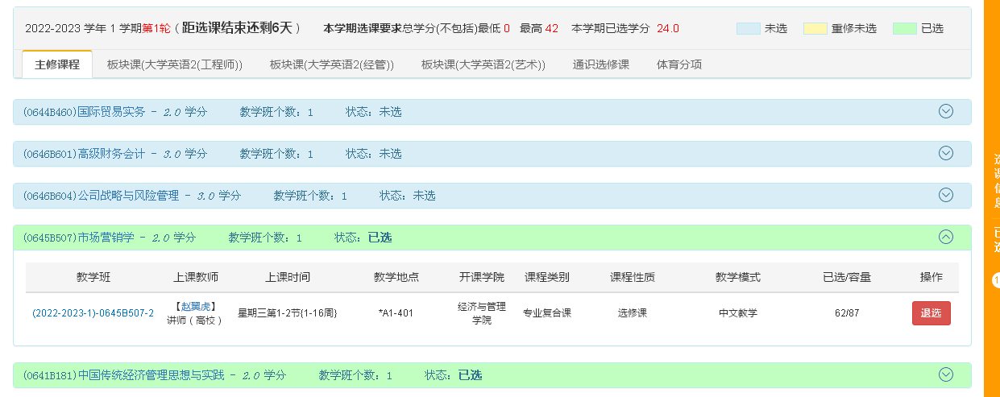 2022-2023 学年 1 学期第1轮（距选课结束还剩6天） 本学期选课要求总学分(不包括)最低 0 最高 42 本学期已选学分 24.0 未选 重修未选 已选
主修课程 板块课(大学英语2(工程师)) 板块课(大学英语2(经管)) 板块课(大学英语2(艺术)) 通识选修课 体育分项
(0644B460)国际贸易实务 - 2.0 学分 教学班个数：1 状态：未选
(0646B601)高级财务会计 - 3.0 学分 教学班个数：1 状态：未选
(0646B604)公司战略与风险管理 - 3.0 学分 教学班个数：1 状态：未选
(0645B507)市场营销学 - 2.0 学分 教学班个数：1 状态：已选
教学班 上课教师 上课时间 教学地点 开课学院 课程类别 课程性质 教学模式 已选/容量 操作
(2022-2023-1)-0645B507-2 【赵翼虎】 讲师（高校） 星期三第1-2节{1-16周} *A1-401 经济与管理学院 专业复合课 选修课 中文教学 62/87 退选
(0641B181)中国传统经济管理思想与实践 - 2.0 学分 教学班个数：1 状态：已选
选课信息
已选
1